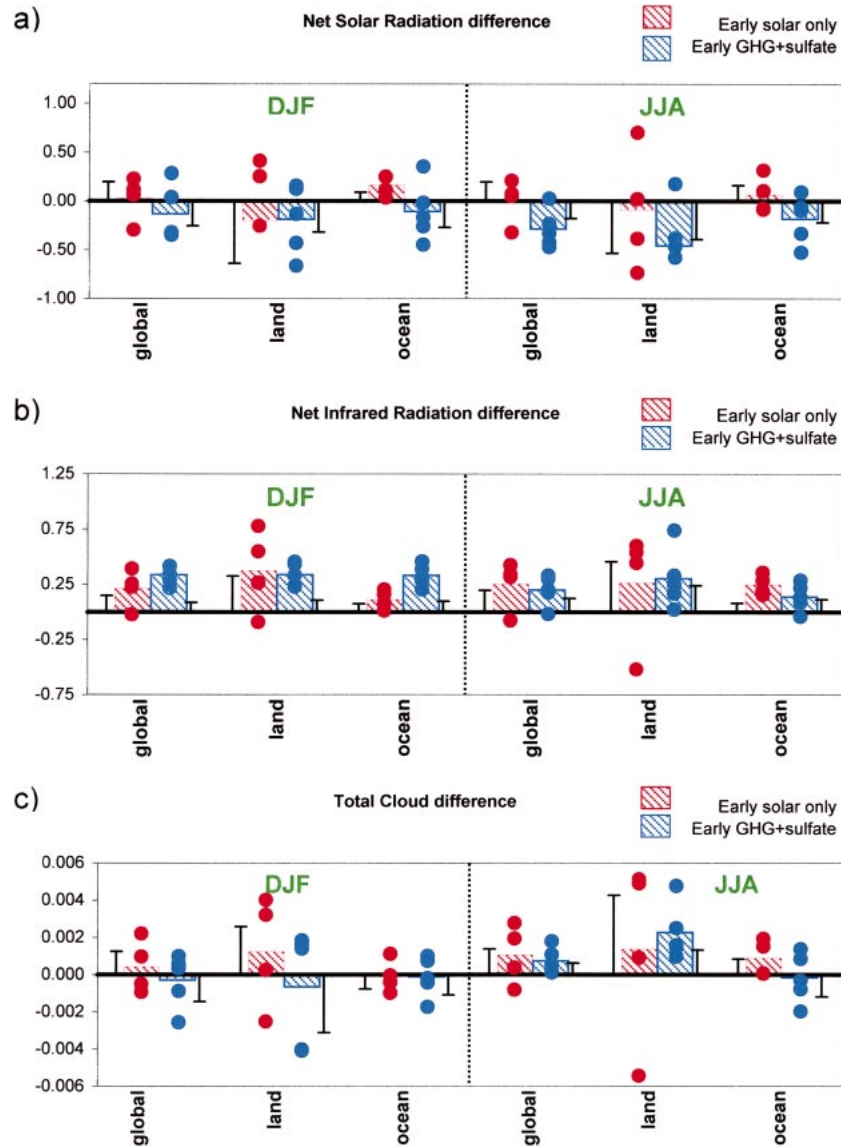 a)
Net Solar Radiation difference
Early solar only
Early GHG+sulfate
DJF
JJA
1.00
0.50
0.00
-0.50
-1.00
global
land
ocean
global
land
ocean
b)
Net Infrared Radiation difference
Early solar only
Early GHG+sulfate
DJF
JJA
1.25
0.75
0.25
-0.25
-0.75
global
land
ocean
global
land
ocean
c)
Total Cloud difference
Early solar only
Early GHG+sulfate
DJF
JJA
0.006
0.004
0.002
0.000
-0.002
-0.004
-0.006
global
land
ocean
global
land
ocean